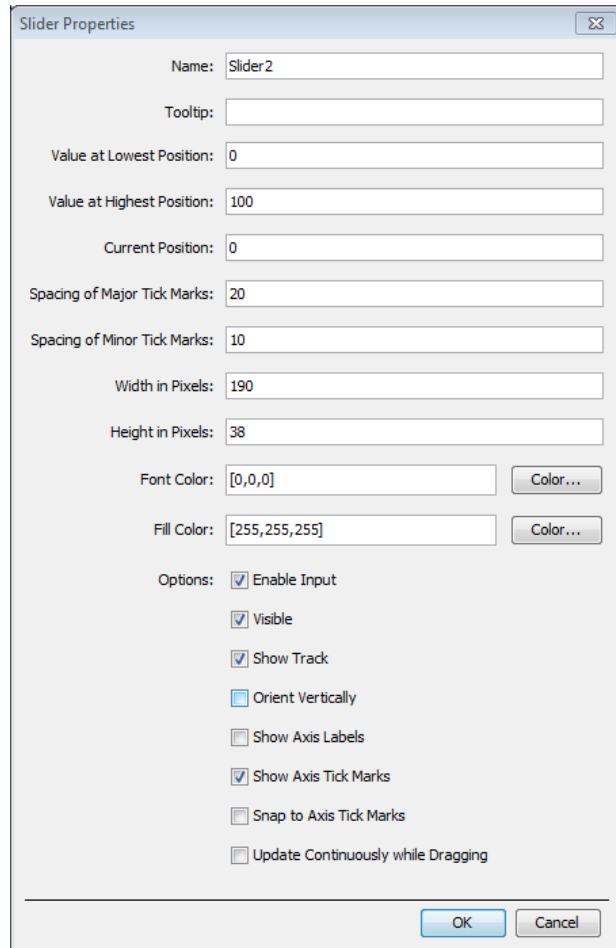 Slider Properties
Name: Slider2
Tooltip:
Value at Lowest Position: 0
Value at Highest Position: 100
Current Position: 0
Spacing of Major Tick Marks: 20
Spacing of Minor Tick Marks: 10
Width in Pixels: 190
Height in Pixels: 38
Font Color: [0,0,0] Color...
Fill Color: [255,255,255] Color...
Options: Enable Input
Visible
Show Track
Orient Vertically
Show Axis Labels
Show Axis Tick Marks
Snap to Axis Tick Marks
Update Continuously while Dragging
OK Cancel